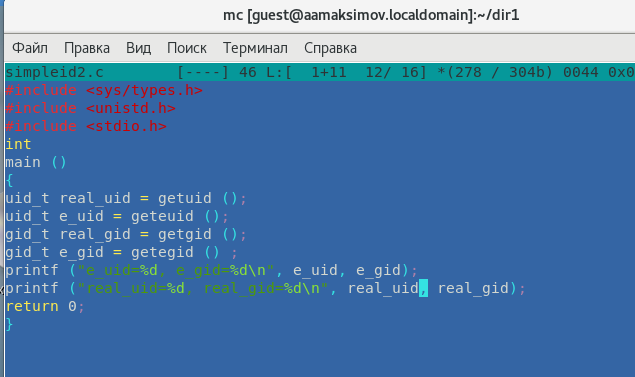 mc [guest@aamaksimov.localdomain]:~/dir1
Файл Правка Вид Поиск Терминал Справка
simpleid2.c [----] 46 L:[ 1+11 12/ 16] *(278 / 304b) 0044 0x0
#include <sys/types.h>
#include <unistd.h>
#include <stdio.h>
int
main ()
{
uid_t real_uid = getuid ();
uid_t e_uid = geteuid ();
gid_t real_gid = getgid ();
gid_t e_gid = getegid () ;
printf ("e_uid=%d, e_gid=%d\n", e_uid, e_gid);
printf ("real_uid=%d, real_gid=%d\n", real_uid, real_gid);
return 0;
}